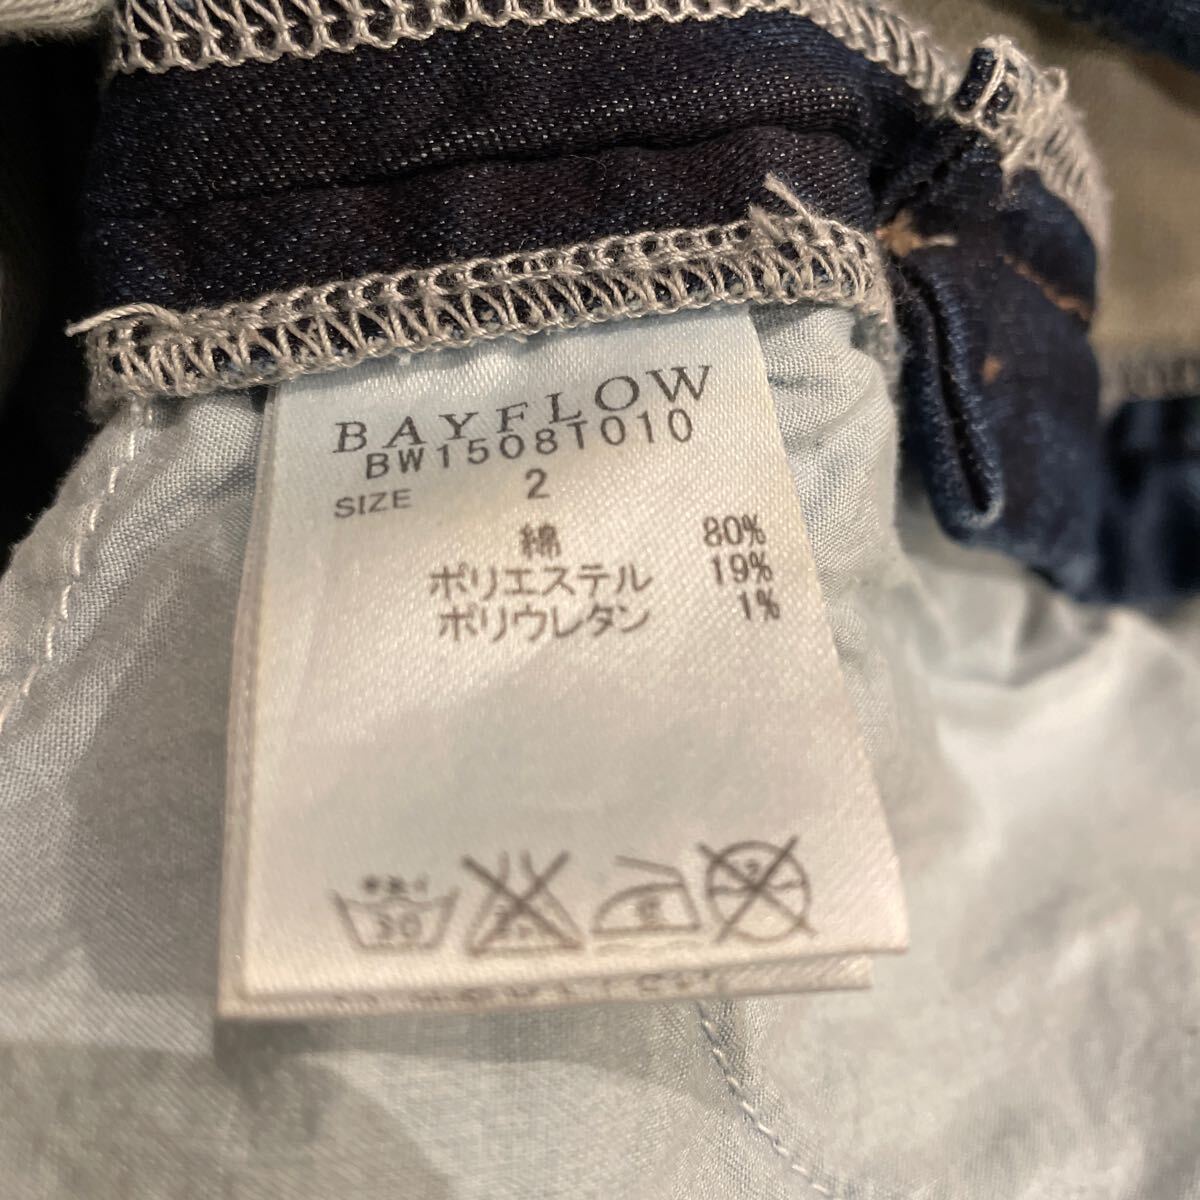 BAYFLOW
BW15081010
SIZE 2
綿 80%
ポリエステル 19%
ポリウレタン 1%
30